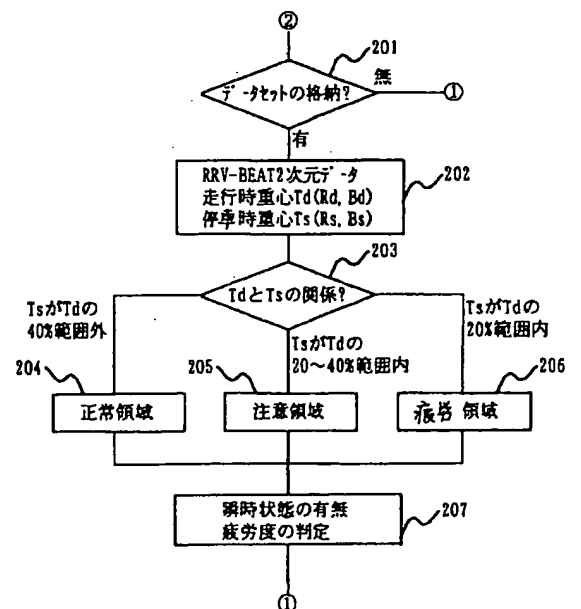 ②
201
データセットの格納?
無
①
有
RRV-BEAT2次元データ
走行時重心Td(Rd, Bd)
停車時重心Ts(Rs, Bs)
202
203
TdとTsの関係?
TsがTdの
40%範囲外
TsがTdの
20〜40%範囲内
TsがTdの
20%範囲内
204
正常領域
205
注意領域
206
疲労 領域
瞬時状態の有無
疲労度の判定
207
①